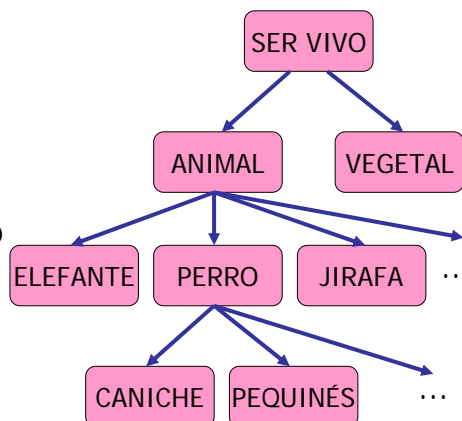 SER VIVO
ANIMAL VEGETAL
ELEFANTE PERRO JIRAFA ...
CANICHE PEQUINÉS ...